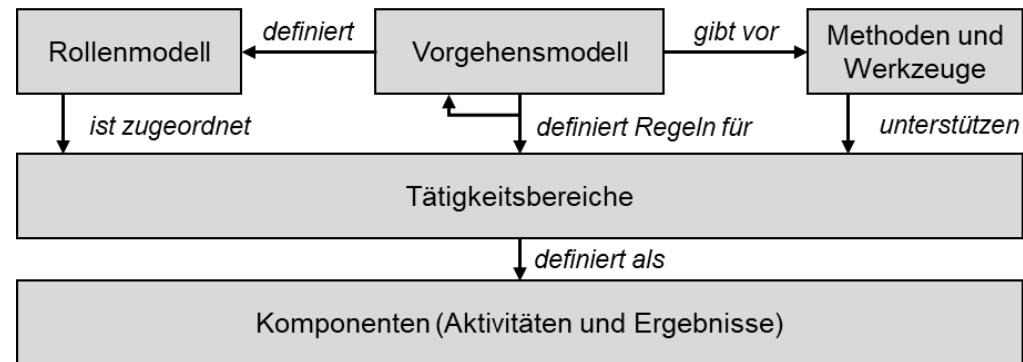 Rollenmodell
definiert
Vorgehensmodell
gibt vor
Methoden und
Werkzeuge
ist zugeordnet
definiert Regeln für
unterstützen
Tätigkeitsbereiche
definiert als
Komponenten (Aktivitäten und Ergebnisse)